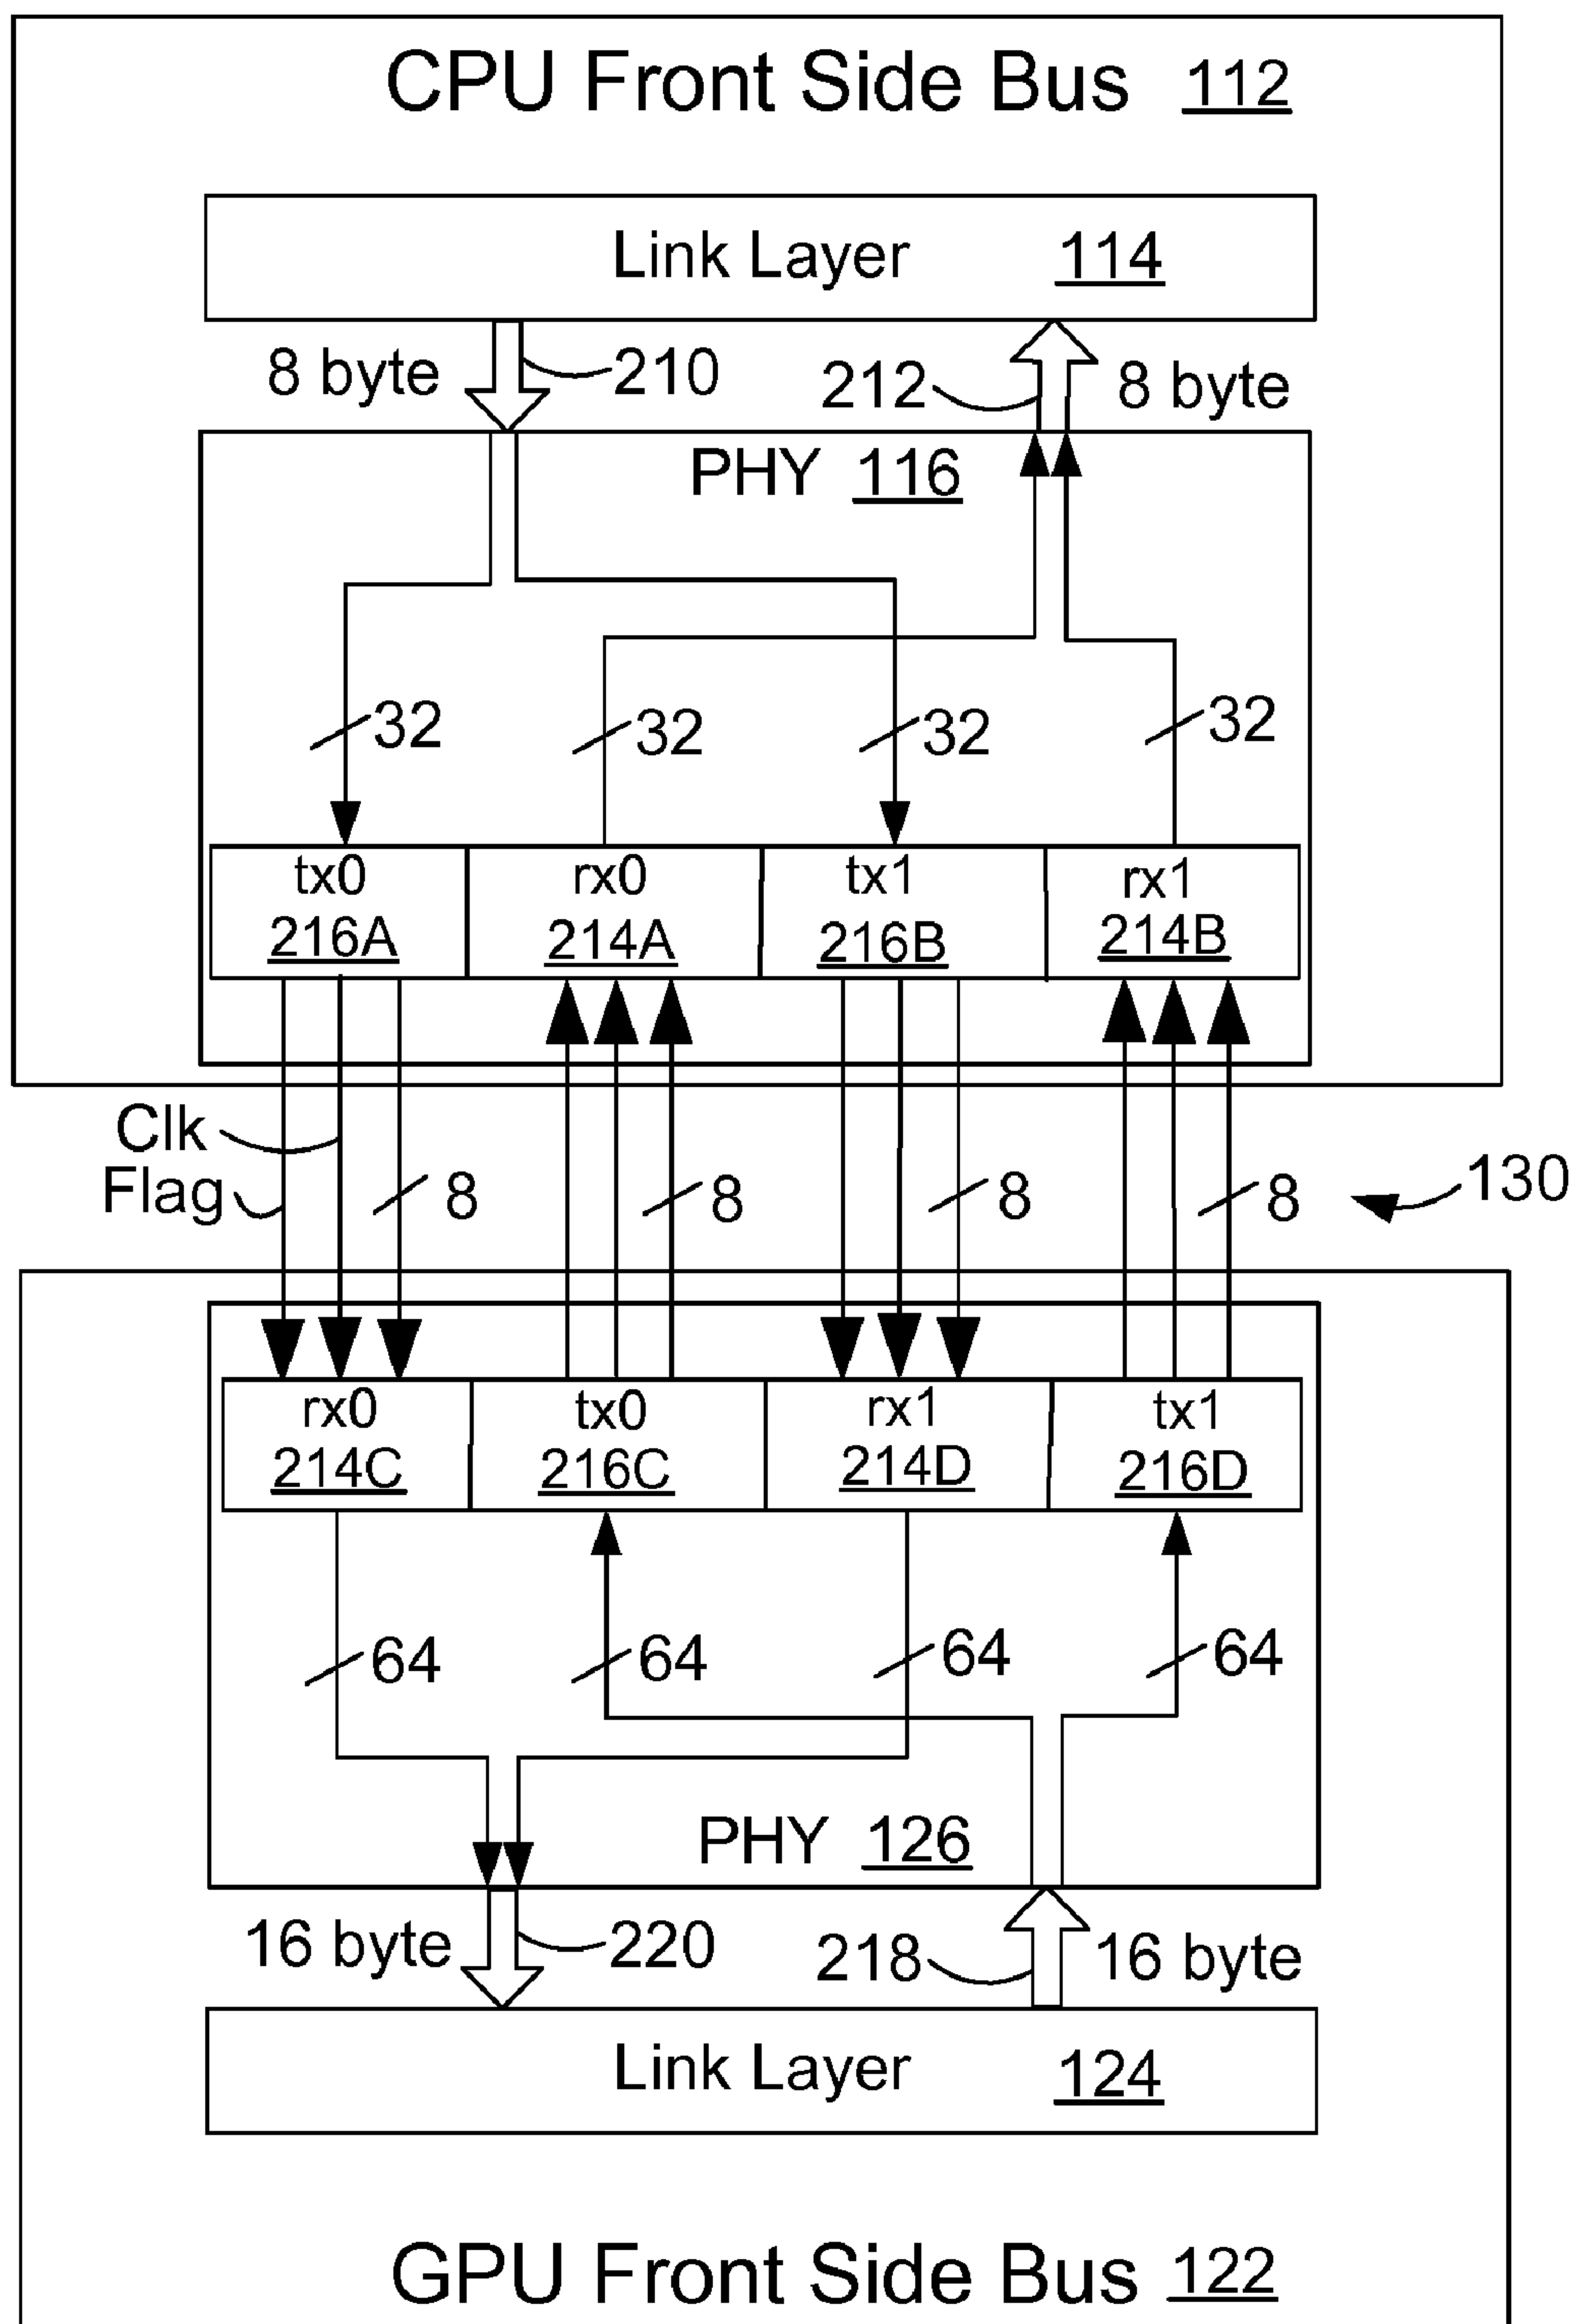 CPU Front Side Bus 112
Link Layer 114
8 byte 210 212 8 byte
PHY 116
32 32 32 32
tx0 rx0 tx1 rx1
216A 214A 216B 214B
Clk
Flag 8 8 8 8 130
rx0 tx0 rx1 tx1
214C 216C 214D 216D
64 64 64 64
PHY 126
16 byte 220 218 16 byte
Link Layer 124
GPU Front Side Bus 122